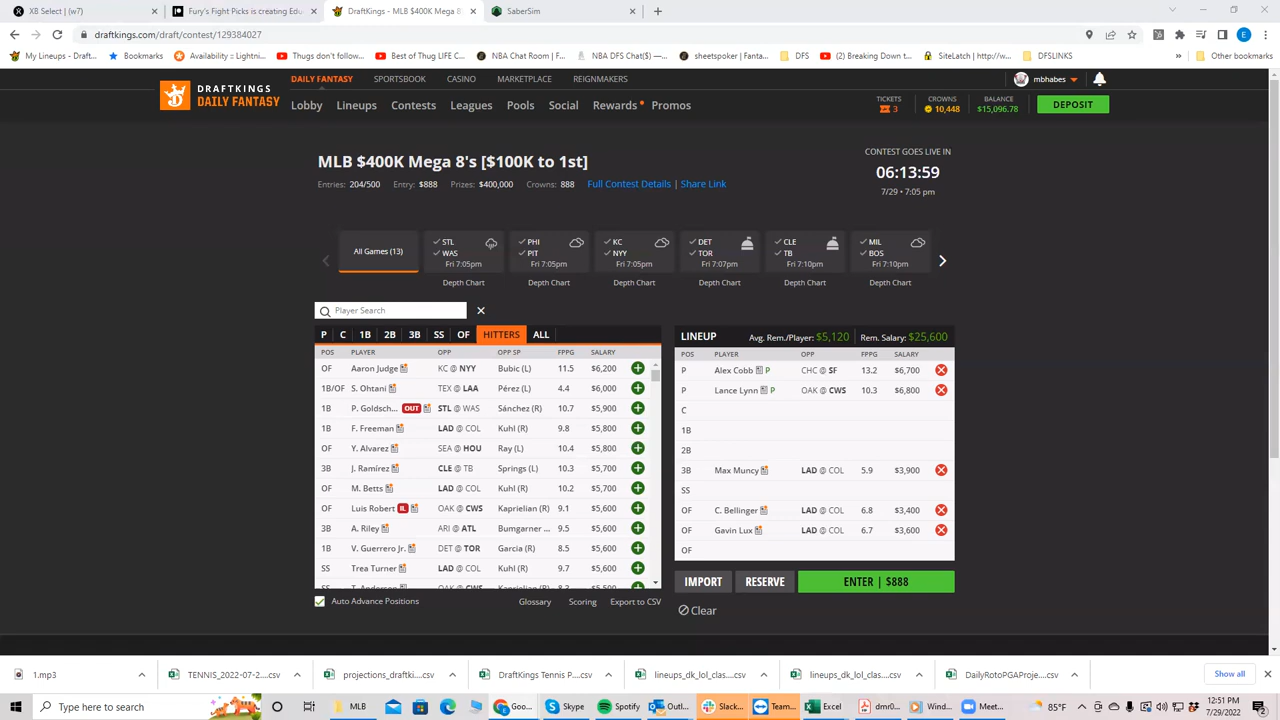 XB Select | (w7)
Fury's Fight Picks is creating Edu
DraftKings - MLB $400K Mega 8's
SaberSim
draftkings.com/draft/contest/129384027
My Lineups - Draft...
Bookmarks
Availability :: Lightni...
Thugs don't follow...
Best of Thug LIFE C...
NBA Chat Room | F...
NBA DFS Chat($) —...
sheetspoker | Fanta...
DFS
(2) Breaking Down t...
SiteLatch | http://w...
DFSLINKS
Other bookmarks
DRAFTKINGS
DAILY FANTASY
DAILY FANTASY SPORTSBOOK CASINO MARKETPLACE REIGNMAKERS
mbhabes
Lobby Lineups Contests Leagues Pools Social Rewards Promos
TICKETS CROWNS BALANCE
3 10,448 $15,096.78
DEPOSIT
MLB $400K Mega 8's [$100K to 1st]
Entries: 204/500 Entry: $888 Prizes: $400,000 Crowns: 888 Full Contest Details | Share Link
CONTEST GOES LIVE IN
06:13:59
7/29 • 7:05 pm
All Games (13)
STL
WAS
Fri 7:05pm
Depth Chart
PHI
PIT
Fri 7:05pm
Depth Chart
KC
NYY
Fri 7:05pm
Depth Chart
DET
TOR
Fri 7:07pm
Depth Chart
CLE
TB
Fri 7:10pm
Depth Chart
MIL
BOS
Fri 7:10pm
Depth Chart
Player Search
P C 1B 2B 3B SS OF HITTERS ALL
POS PLAYER OPP OPP SP FPPG SALARY
OF Aaron Judge KC @ NYY Bubic (L) 11.5 $6,200
1B/OF S. Ohtani TEX @ LAA Pérez (L) 4.4 $6,000
1B P. Goldsch... OUT STL @ WAS Sánchez (R) 10.7 $5,900
1B F. Freeman LAD @ COL Kuhl (R) 9.8 $5,800
OF Y. Alvarez SEA @ HOU Ray (L) 10.4 $5,800
3B J. Ramírez CLE @ TB Springs (L) 10.3 $5,700
OF M. Betts LAD @ COL Kuhl (R) 10.2 $5,700
OF Luis Robert IL OAK @ CWS Kaprielian (R) 9.1 $5,600
3B A. Riley ARI @ ATL Bumgarner ... 9.5 $5,600
1B V. Guerrero Jr. DET @ TOR Garcia (R) 8.5 $5,600
SS Trea Turner LAD @ COL Kuhl (R) 9.7 $5,600
SS T. Anderson OAK @ CWS Kaprielian (R) 8.3 $5,500
Auto Advance Positions
Glossary Scoring Export to CSV
LINEUP Avg. Rem./Player: $5,120 Rem. Salary: $25,600
POS PLAYER OPP FPPG SALARY
P Alex Cobb P CHC @ SF 13.2 $6,700
P Lance Lynn P OAK @ CWS 10.3 $6,800
C
1B
2B
3B Max Muncy LAD @ COL 5.9 $3,900
SS
OF C. Bellinger LAD @ COL 6.8 $3,400
OF Gavin Lux LAD @ COL 6.7 $3,600
OF
IMPORT RESERVE ENTER | $888
Clear
1.mp3
TENNIS_2022-07-2....csv
projections_draftki....csv
DraftKings Tennis P....csv
lineups_dk_lol_clas....csv
lineups_dk_lol_clas....csv
DailyRotoPGAProje....csv
Show all
Type here to search
MLB
Goo...
Skype
Spotify
Outl...
Slack...
Team...
Excel
dmr0...
Wind...
Meet...
85°F
12:51 PM
7/29/2022